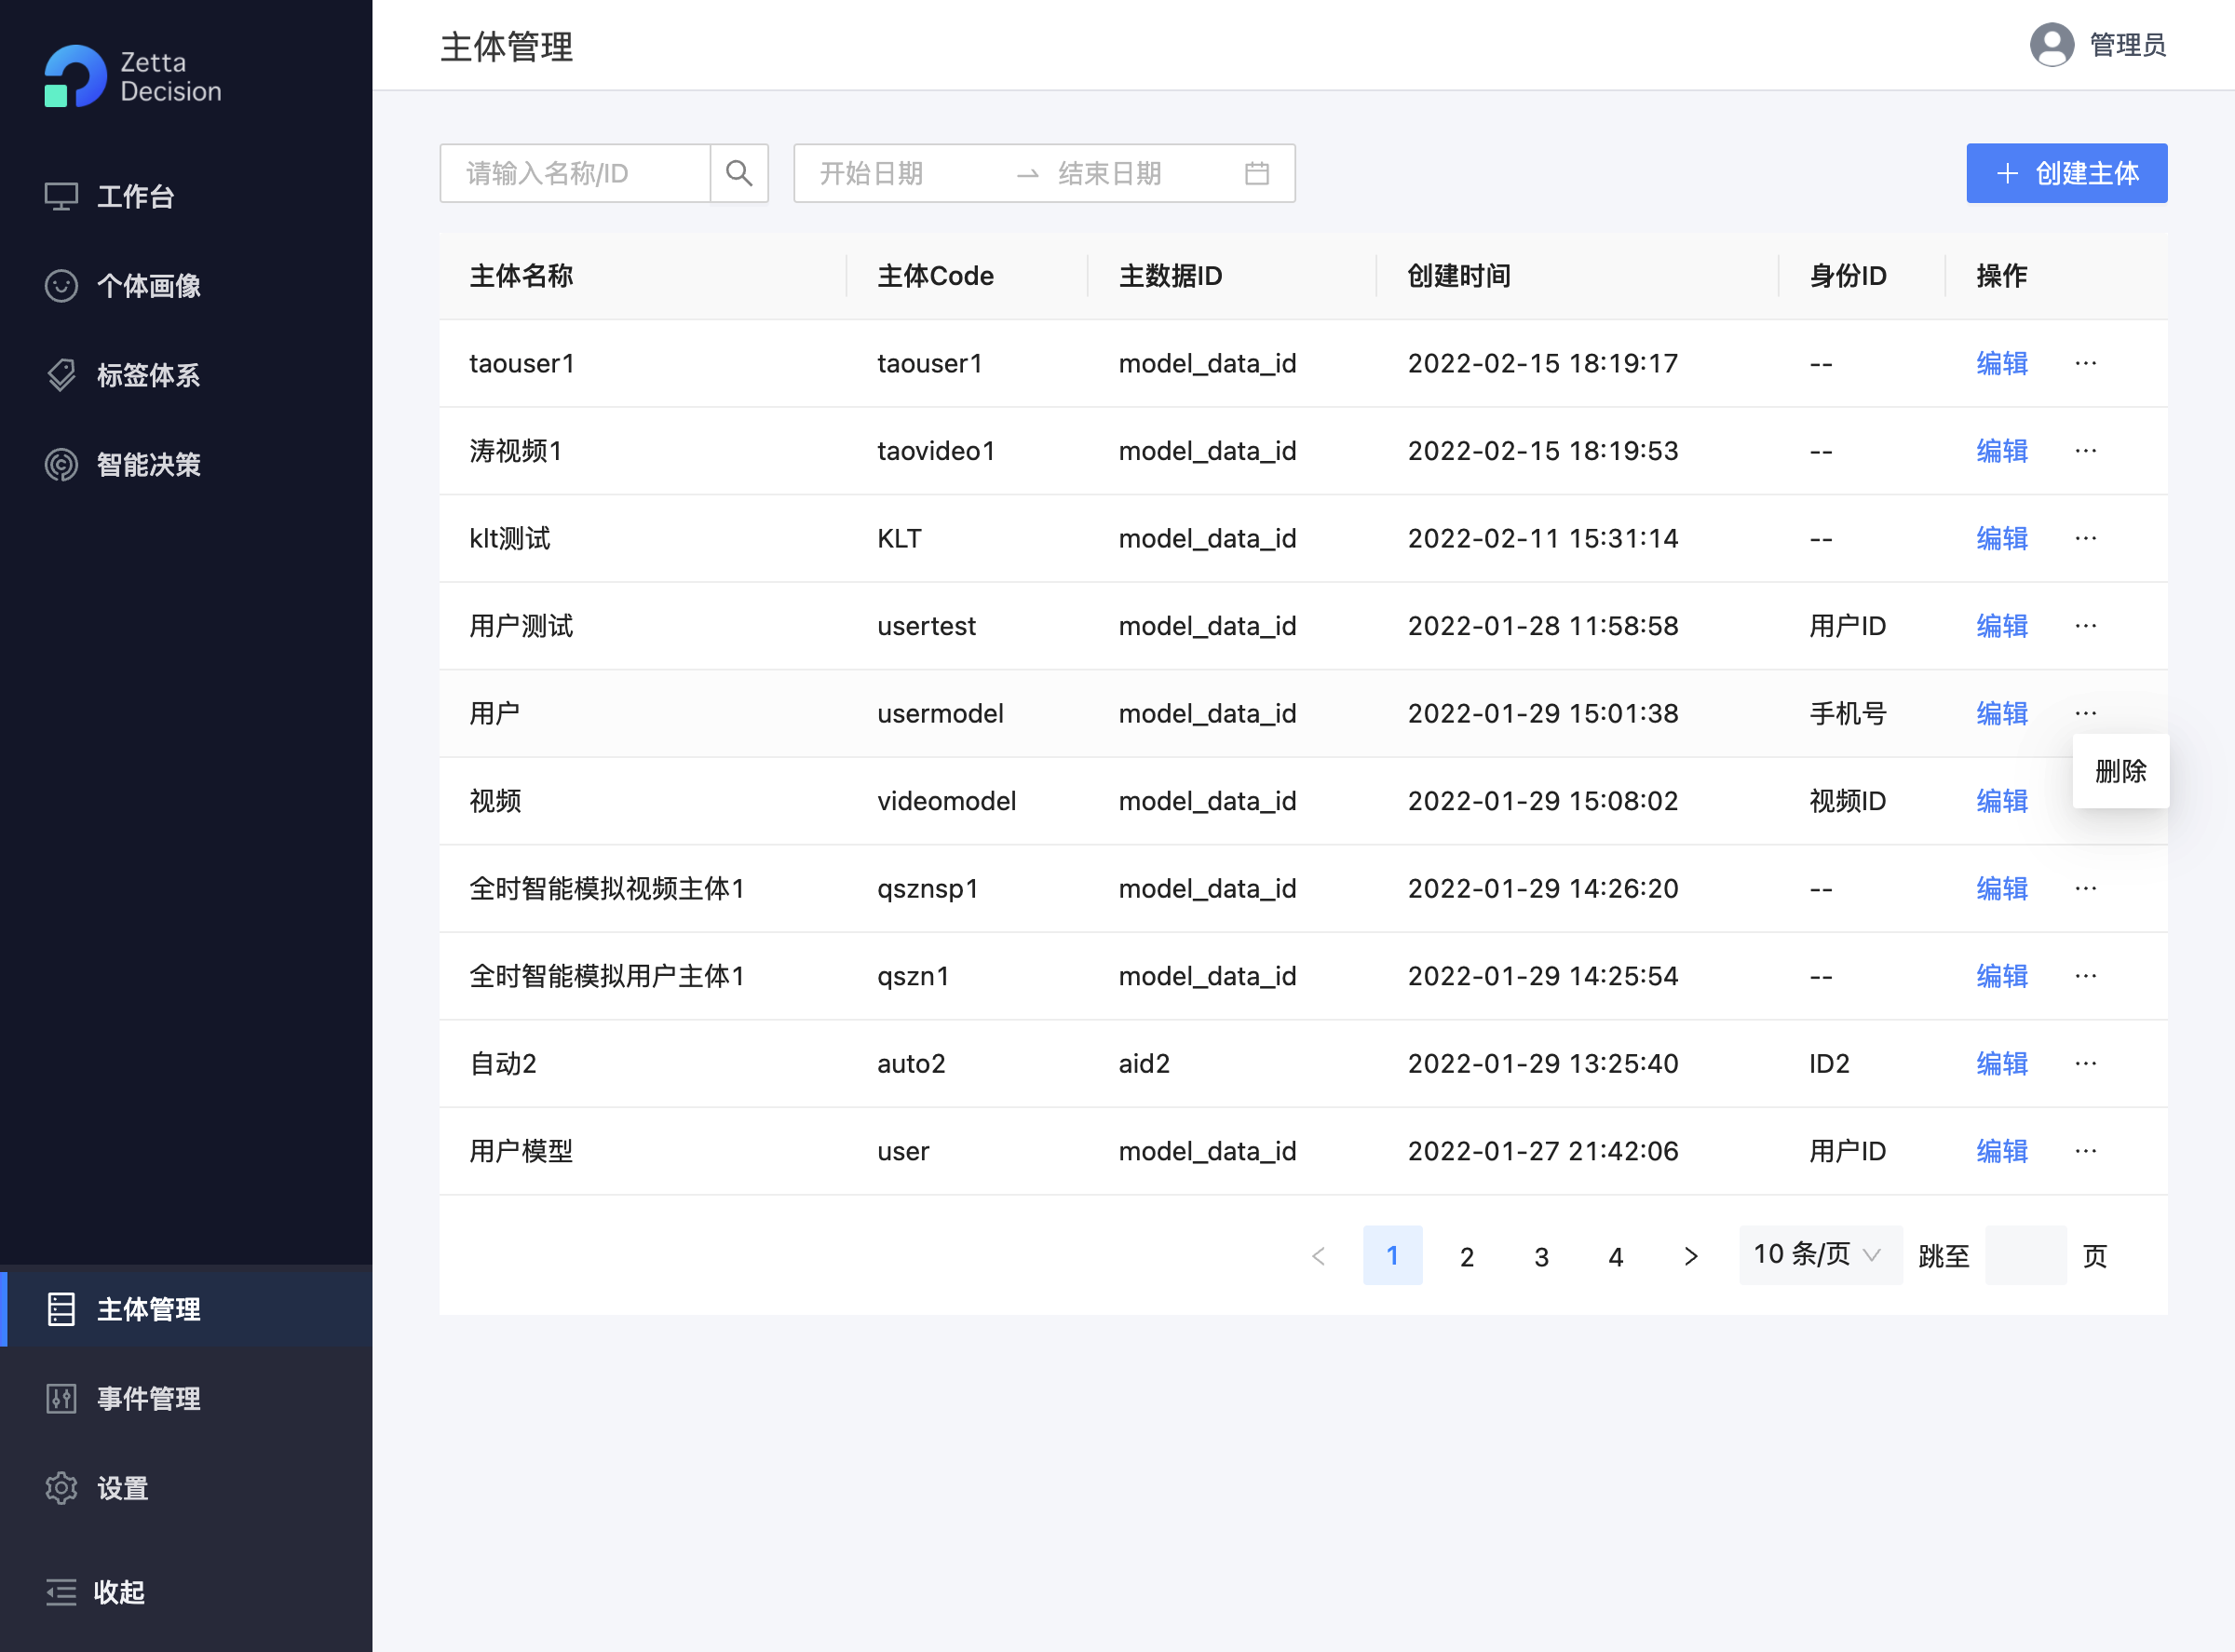 Zetta
Decision
工作台
个体画像
标签体系
智能决策
主体管理
事件管理
设置
收起
主体管理
管理员
请输入名称/ID
开始日期 → 结束日期
+ 创建主体
主体名称 主体Code 主数据ID 创建时间 身份ID 操作
taouser1 taouser1 model_data_id 2022-02-15 18:19:17 -- 编辑 ···
涛视频1 taovideo1 model_data_id 2022-02-15 18:19:53 -- 编辑 ···
klt测试 KLT model_data_id 2022-02-11 15:31:14 -- 编辑 ···
用户测试 usertest model_data_id 2022-01-28 11:58:58 用户ID 编辑 ···
用户 usermodel model_data_id 2022-01-29 15:01:38 手机号 编辑 ···
删除
视频 videomodel model_data_id 2022-01-29 15:08:02 视频ID 编辑
全时智能模拟视频主体1 qsznsp1 model_data_id 2022-01-29 14:26:20 -- 编辑 ···
全时智能模拟用户主体1 qszn1 model_data_id 2022-01-29 14:25:54 -- 编辑 ···
自动2 auto2 aid2 2022-01-29 13:25:40 ID2 编辑 ···
用户模型 user model_data_id 2022-01-27 21:42:06 用户ID 编辑 ···
< 1 2 3 4 > 10 条/页 跳至 页